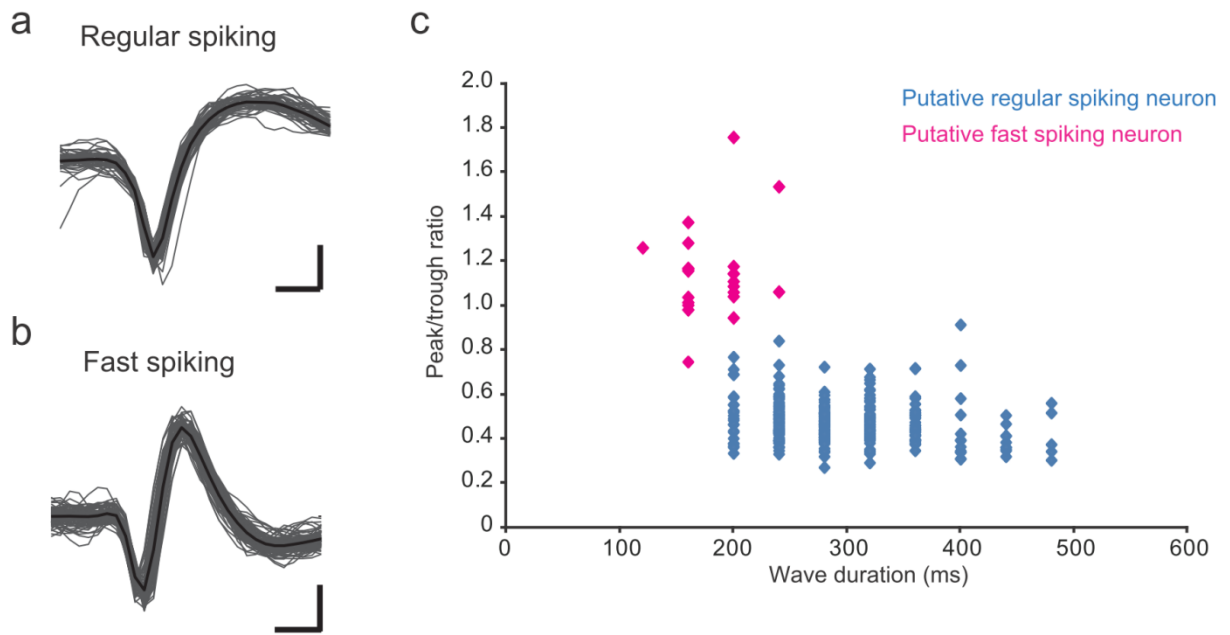 a
Regular spiking
b
Fast spiking
c
Peak/trough ratio
2.0
1.8
1.6
1.4
1.2
1.0
0.8
0.6
0.4
0.2
0
0 100 200 300 400 500 600
Wave duration (ms)
Putative regular spiking neuron
Putative fast spiking neuron